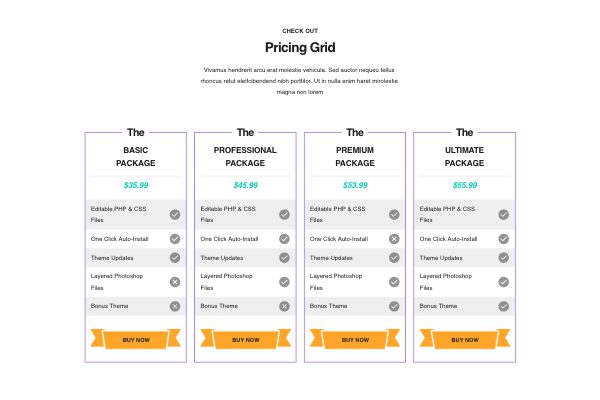 CHECK OUT
Pricing Grid
Vivamus hendrerit arcu erat molestie vehicula. Sed auctor nequeu tellus
rhoncus retut eleifcibendend nibh porttitor. Ut in nulla enim haret mirolestie
magna non lorem
The
BASIC
PACKAGE
$35.99
Editable PHP & CSS
Files
One Click Auto-Install
Theme Updates
Layered Photoshop
Files
Bonus Theme
BUY NOW
The
PROFESSIONAL
PACKAGE
$45.99
Editable PHP & CSS
Files
One Click Auto-Install
Theme Updates
Layered Photoshop
Files
Bonus Theme
BUY NOW
The
PREMIUM
PACKAGE
$53.99
Editable PHP & CSS
Files
One Click Auto-Install
Theme Updates
Layered Photoshop
Files
Bonus Theme
BUY NOW
The
ULTIMATE
PACKAGE
$55.99
Editable PHP & CSS
Files
One Click Auto-Install
Theme Updates
Layered Photoshop
Files
Bonus Theme
BUY NOW